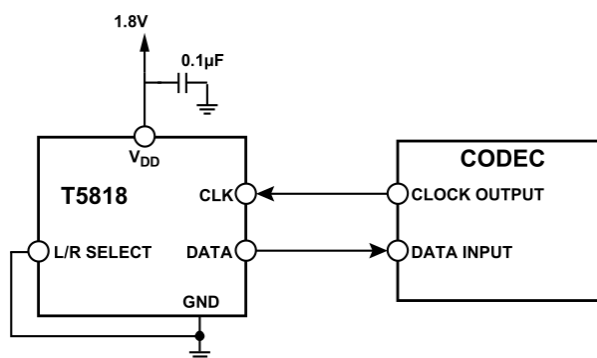 1.8V
0.1µF
VDD
T5818
CLK
L/R SELECT
DATA
GND
CODEC
CLOCK OUTPUT
DATA INPUT